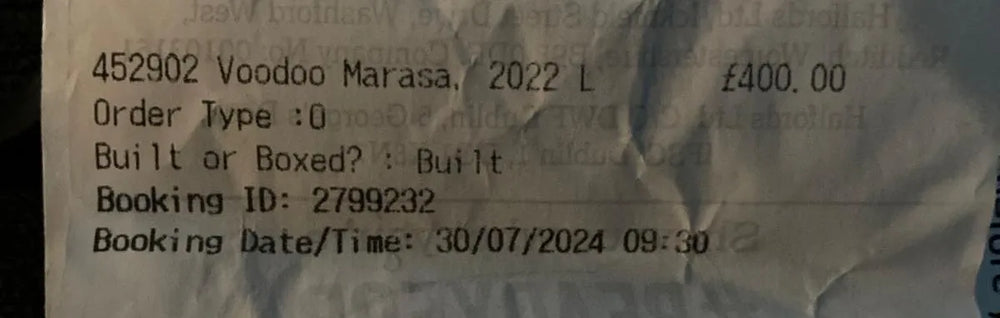 452902 Voodoo Marasa, 2022 L £400.00
Order Type :0
Built or Boxed? : Built
Booking ID: 2799232
Booking Date/Time: 30/07/2024 09:30